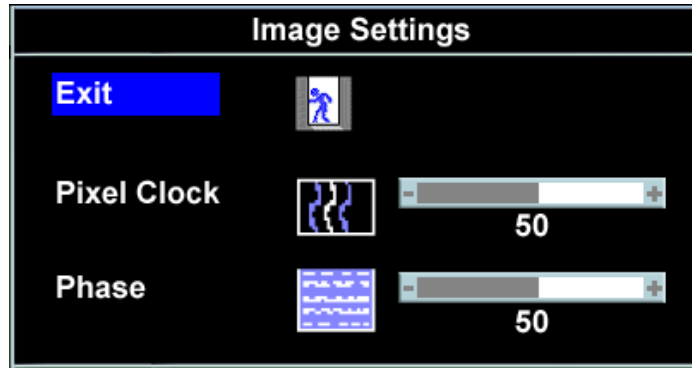 Image Settings
Exit
Pixel Clock
- +
50
Phase
- +
50